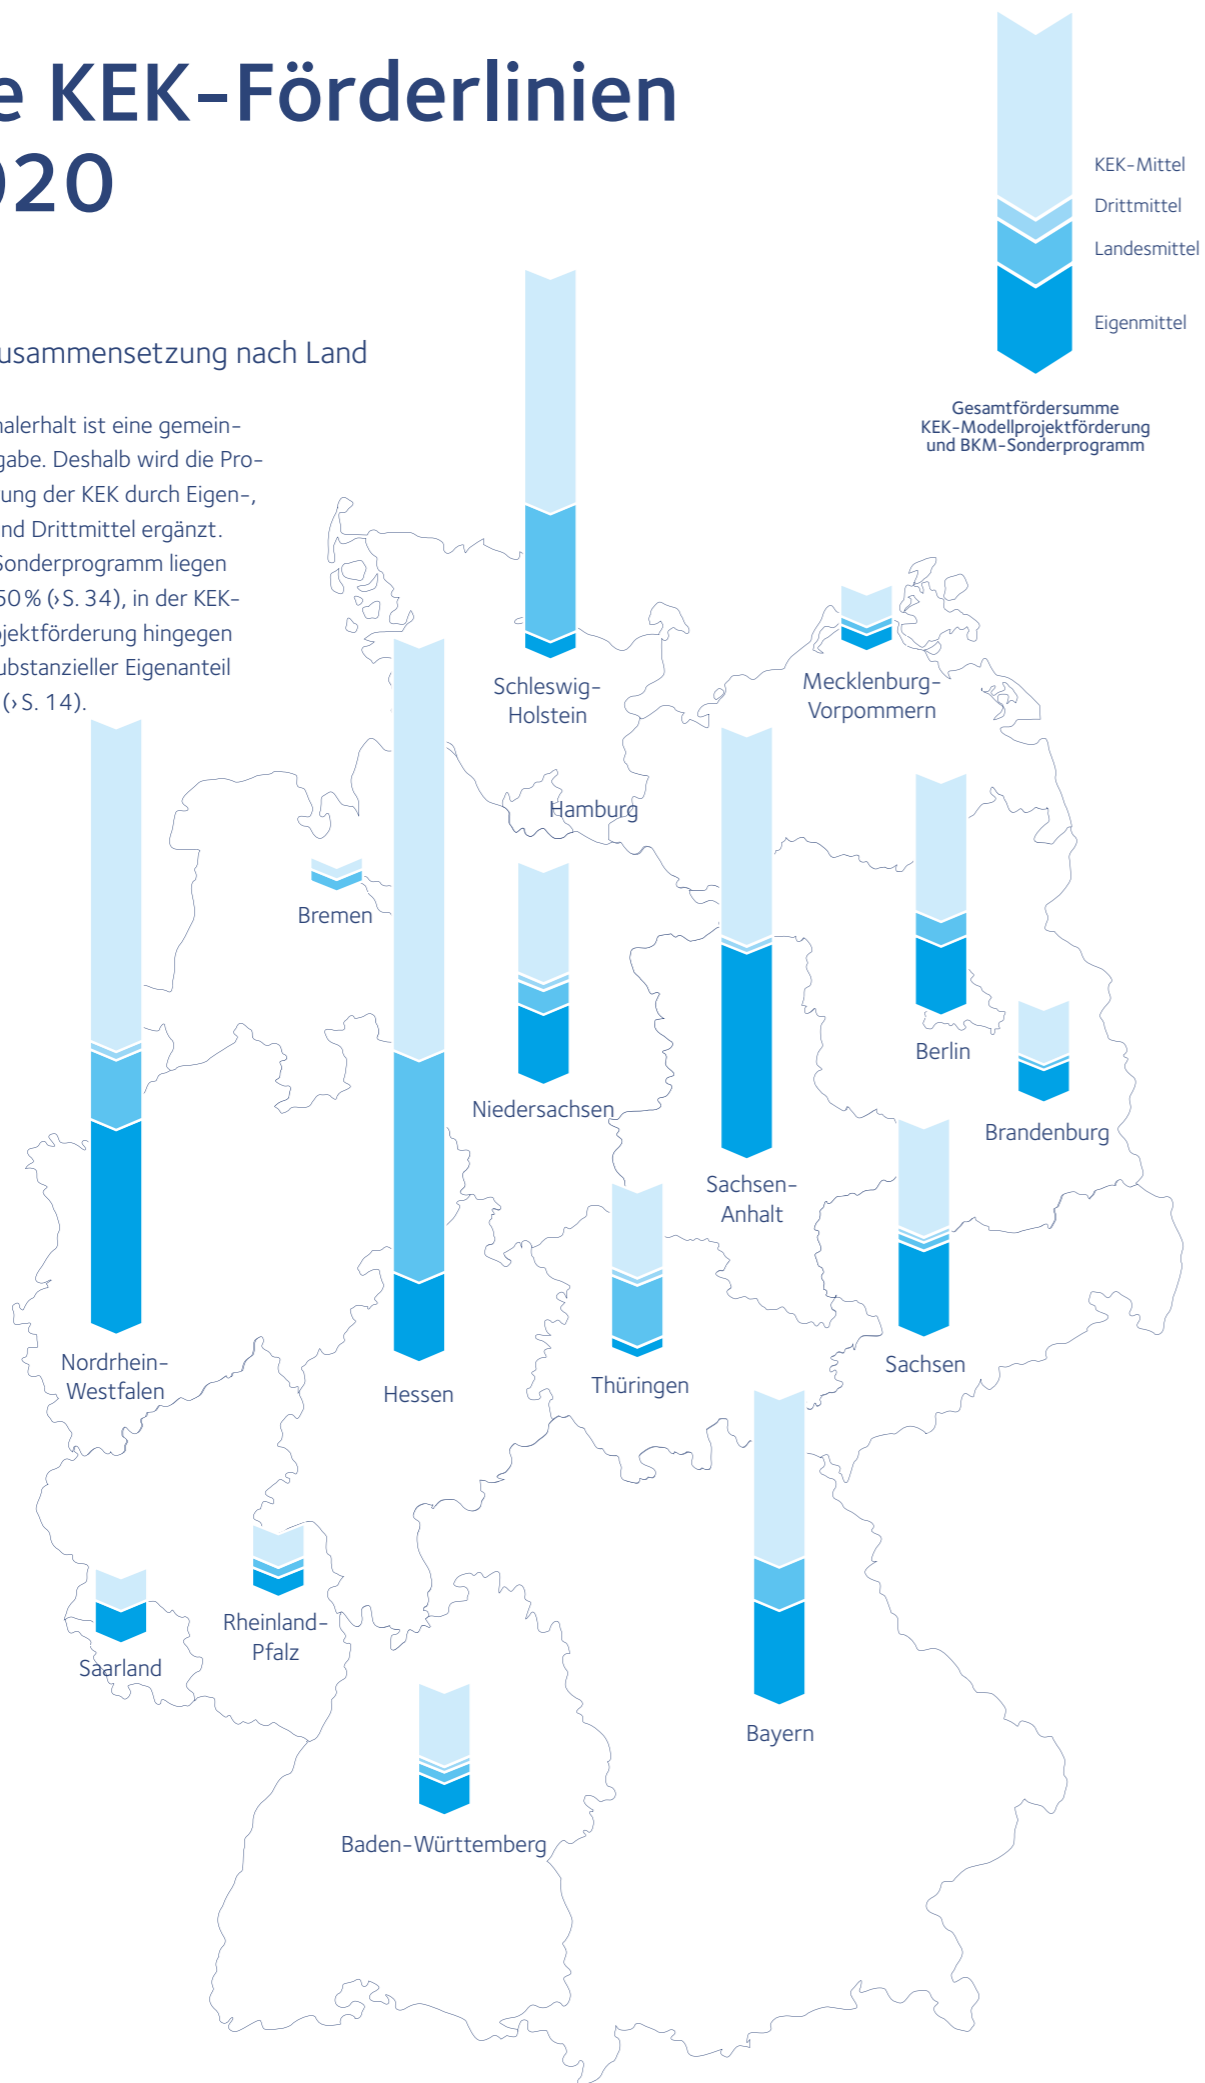 e KEK-Förderlinien
020
usammensetzung nach Land
alerhalt ist eine gemein-
gabe. Deshalb wird die Pro-
ung der KEK durch Eigen-,
nd Drittmittel ergänzt.
Sonderprogramm liegen
50 % (› S. 34), in der KEK-
jektförderung hingegen
ubstanzieller Eigenanteil
(› S. 14).
KEK-Mittel
Drittmittel
Landesmittel
Eigenmittel
Gesamtfördersumme
KEK-Modellprojektförderung
und BKM-Sonderprogramm
Schleswig-
Holstein
Mecklenburg-
Vorpommern
Hamburg
Bremen
Niedersachsen
Berlin
Brandenburg
Sachsen-
Anhalt
Nordrhein-
Westfalen
Hessen
Thüringen
Sachsen
Rheinland-
Pfalz
Saarland
Bayern
Baden-Württemberg